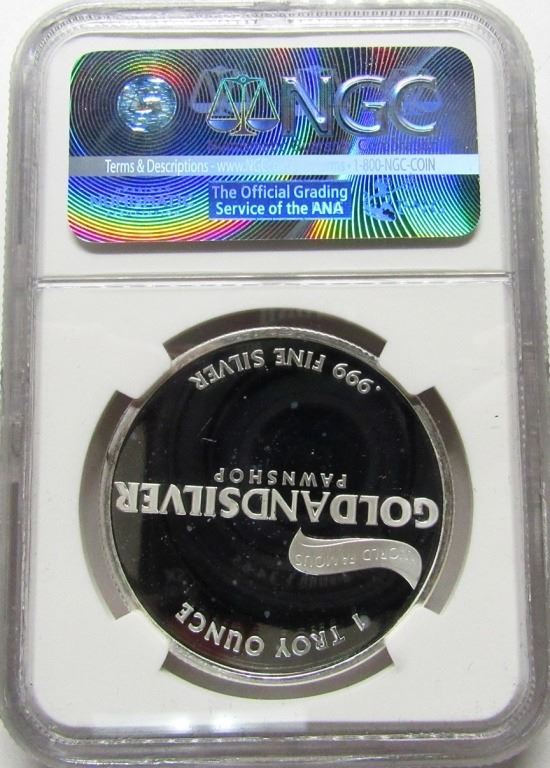 NGC
Terms & Descriptions - www.NGC
1-800-NGC-COIN
The Official Grading
Service of the ANA
1 TROY OUNCE
WORLD FAMOUS
GOLDANDSILVER
PAWNSHOP
.999 FINE SILVER